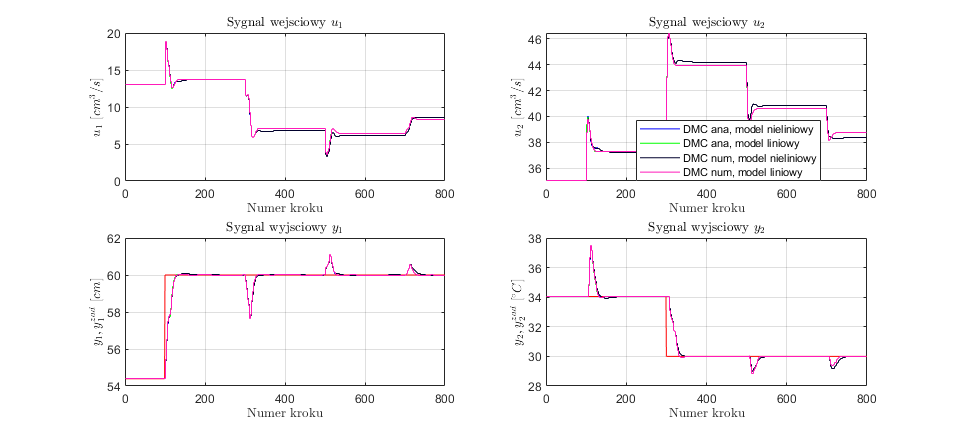 Sygnal wejsciowy u₁
20
15
10
5
0
u₁ [cm³/s]
0 200 400 600 800
Numer kroku
Sygnal wejsciowy u₂
46
44
42
40
38
36
u₂ [cm³/s]
DMC ana, model nieliniowy
DMC ana, model liniowy
DMC num, model nieliniowy
DMC num, model liniowy
0 200 400 600 800
Numer kroku
Sygnal wyjsciowy y₁
62
60
58
56
54
y₁, y₁ᶻᵃᵈ [cm]
0 200 400 600 800
Numer kroku
Sygnal wyjsciowy y₂
38
36
34
32
30
28
y₂, y₂ᶻᵃᵈ [°C]
0 200 400 600 800
Numer kroku